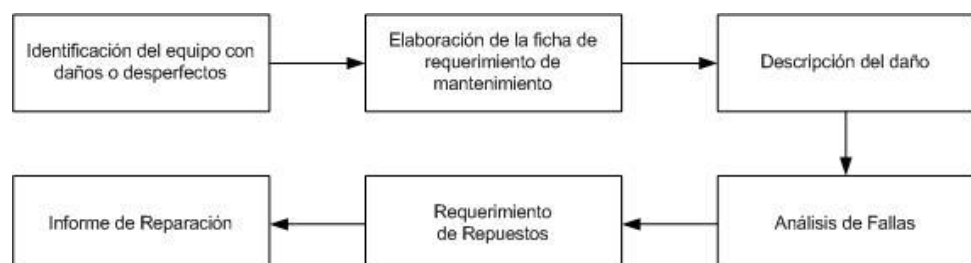 Identificación del equipo con
daños o desperfectos
Elaboración de la ficha de
requerimiento de
mantenimiento
Descripción del daño
Análisis de Fallas
Requerimiento
de Repuestos
Informe de Reparación